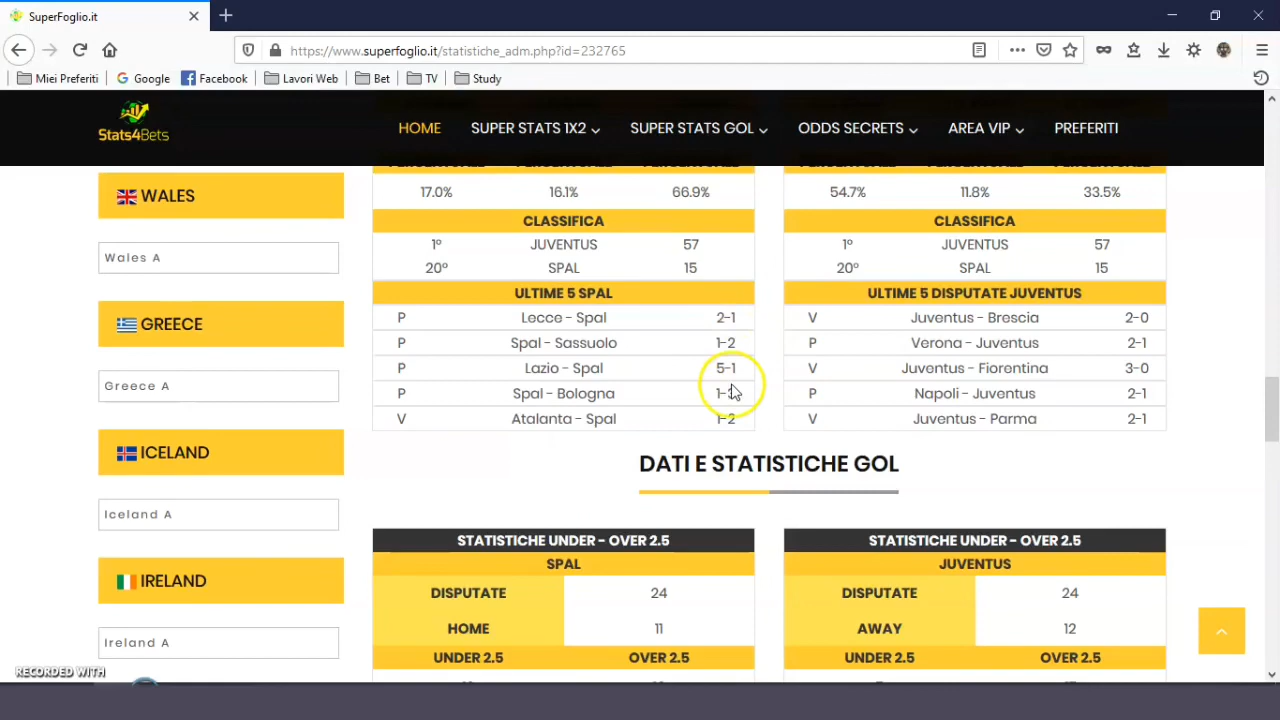 SuperFoglio.it
https://www.superfoglio.it/statistiche_adm.php?id=232765
Miei Preferiti Google Facebook Lavori Web Bet TV Study
Stats4Bets
HOME SUPER STATS 1X2 SUPER STATS GOL ODDS SECRETS AREA VIP PREFERITI
WALES
Wales A
GREECE
Greece A
ICELAND
Iceland A
IRELAND
Ireland A
17.0% 16.1% 66.9%
CLASSIFICA
1° JUVENTUS 57
20° SPAL 15
ULTIME 5 SPAL
P Lecce - Spal 2-1
P Spal - Sassuolo 1-2
P Lazio - Spal 5-1
P Spal - Bologna
V Atalanta - Spal 1-2
54.7% 11.8% 33.5%
CLASSIFICA
1° JUVENTUS 57
20° SPAL 15
ULTIME 5 DISPUTATE JUVENTUS
V Juventus - Brescia 2-0
P Verona - Juventus 2-1
V Juventus - Fiorentina 3-0
P Napoli - Juventus 2-1
V Juventus - Parma 2-1
DATI E STATISTICHE GOL
STATISTICHE UNDER - OVER 2.5
SPAL
DISPUTATE 24
HOME 11
UNDER 2.5 OVER 2.5
STATISTICHE UNDER - OVER 2.5
JUVENTUS
DISPUTATE 24
AWAY 12
UNDER 2.5 OVER 2.5
RECORDED WITH